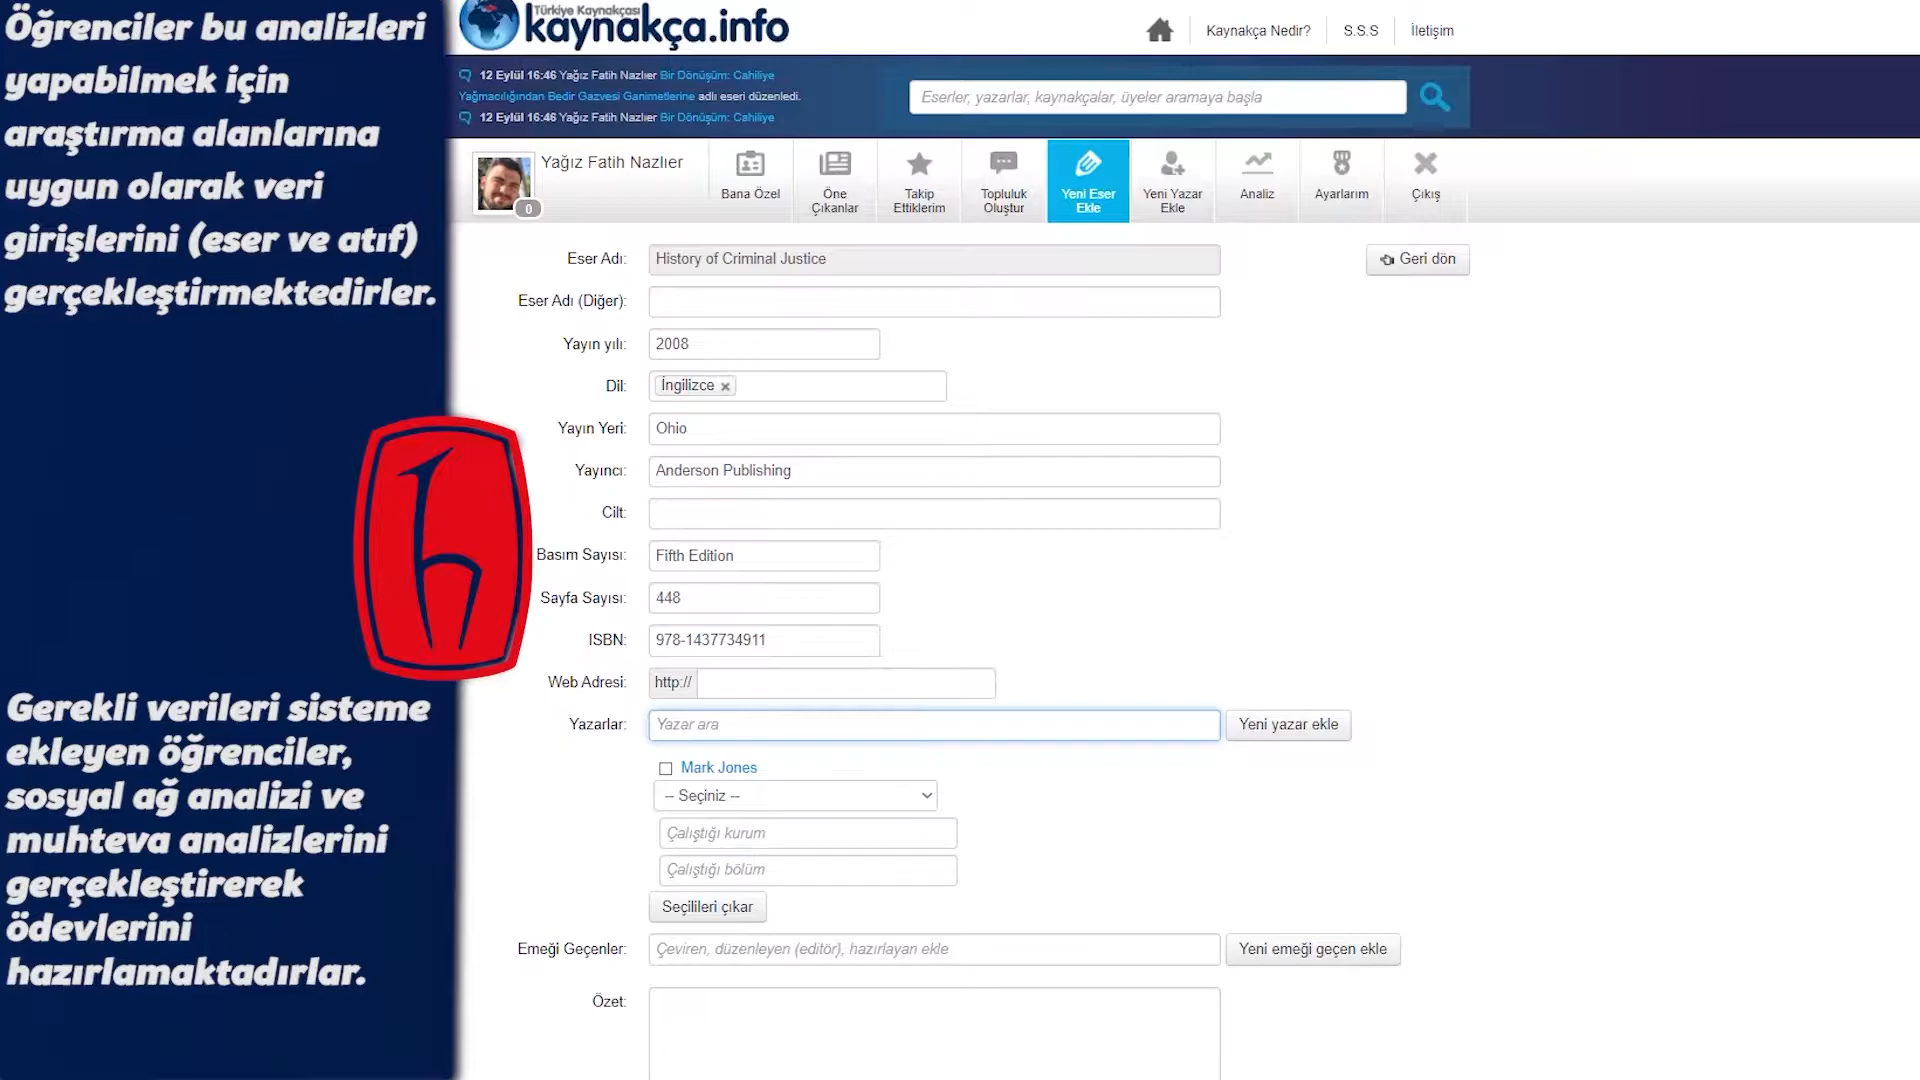 Öğrenciler bu analizleri
yapabilmek için
araştırma alanlarına
uygun olarak veri
girişlerini (eser ve atıf)
gerçekleştirmektedirler.
Gerekli verileri sisteme
ekleyen öğrenciler,
sosyal ağ analizi ve
muhteva analizlerini
gerçekleştirerek
ödevlerini
hazırlamaktadırlar.
Türkiye Kaynakçası
kaynakça.info
Kaynakça Nedir?
S.S.S
İletişim
12 Eylül 16:46 Yağız Fatih Nazlıer Bir Dönüşüm: Cahiliye
Yağmacılığından Bedir Gazvesi Ganimetlerine adlı eseri düzenledi.
12 Eylül 16:46 Yağız Fatih Nazlıer Bir Dönüşüm: Cahiliye
Eserler, yazarlar, kaynakçalar, üyeler aramaya başla
Yağız Fatih Nazlıer
0
Bana Özel
Öne
Çıkanlar
Takip
Ettiklerim
Topluluk
Oluştur
Yeni Eser
Ekle
Yeni Yazar
Ekle
Analiz
Ayarlarım
Çıkış
Eser Adı: History of Criminal Justice
Geri dön
Eser Adı (Diğer):
Yayın yılı: 2008
Dil: İngilizce x
Yayın Yeri: Ohio
Yayıncı: Anderson Publishing
Cilt:
Basım Sayısı: Fifth Edition
Sayfa Sayısı: 448
ISBN: 978-1437734911
Web Adresi: http://
Yazarlar: Yazar ara
Yeni yazar ekle
Mark Jones
-- Seçiniz --
Çalıştığı kurum
Çalıştığı bölüm
Seçilileri çıkar
Emeği Geçenler: Çeviren, düzenleyen (editör), hazırlayan ekle
Yeni emeği geçen ekle
Özet: